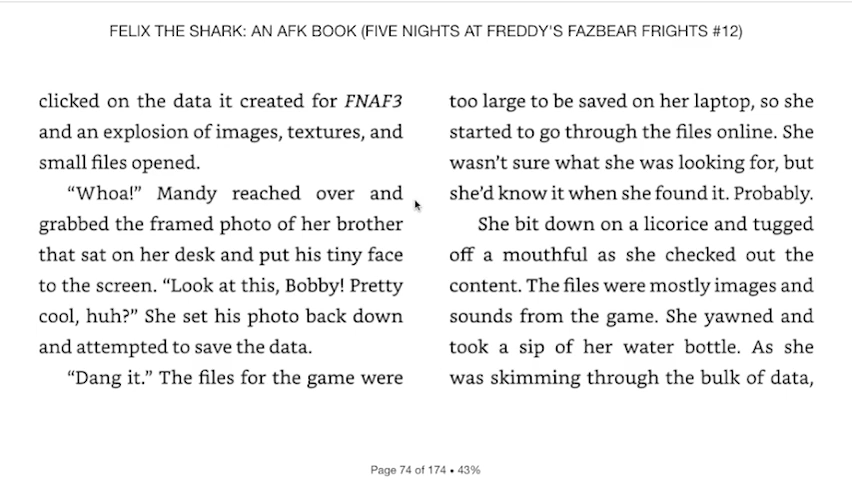 FELIX THE SHARK: AN AFK BOOK (FIVE NIGHTS AT FREDDY'S FAZBEAR FRIGHTS #12)
clicked on the data it created for FNAF3
and an explosion of images, textures, and
small files opened.
“Whoa!” Mandy reached over and
grabbed the framed photo of her brother
that sat on her desk and put his tiny face
to the screen. “Look at this, Bobby! Pretty
cool, huh?” She set his photo back down
and attempted to save the data.
“Dang it.” The files for the game were
too large to be saved on her laptop, so she
started to go through the files online. She
wasn’t sure what she was looking for, but
she’d know it when she found it. Probably.
She bit down on a licorice and tugged
off a mouthful as she checked out the
content. The files were mostly images and
sounds from the game. She yawned and
took a sip of her water bottle. As she
was skimming through the bulk of data,
Page 74 of 174 • 43%